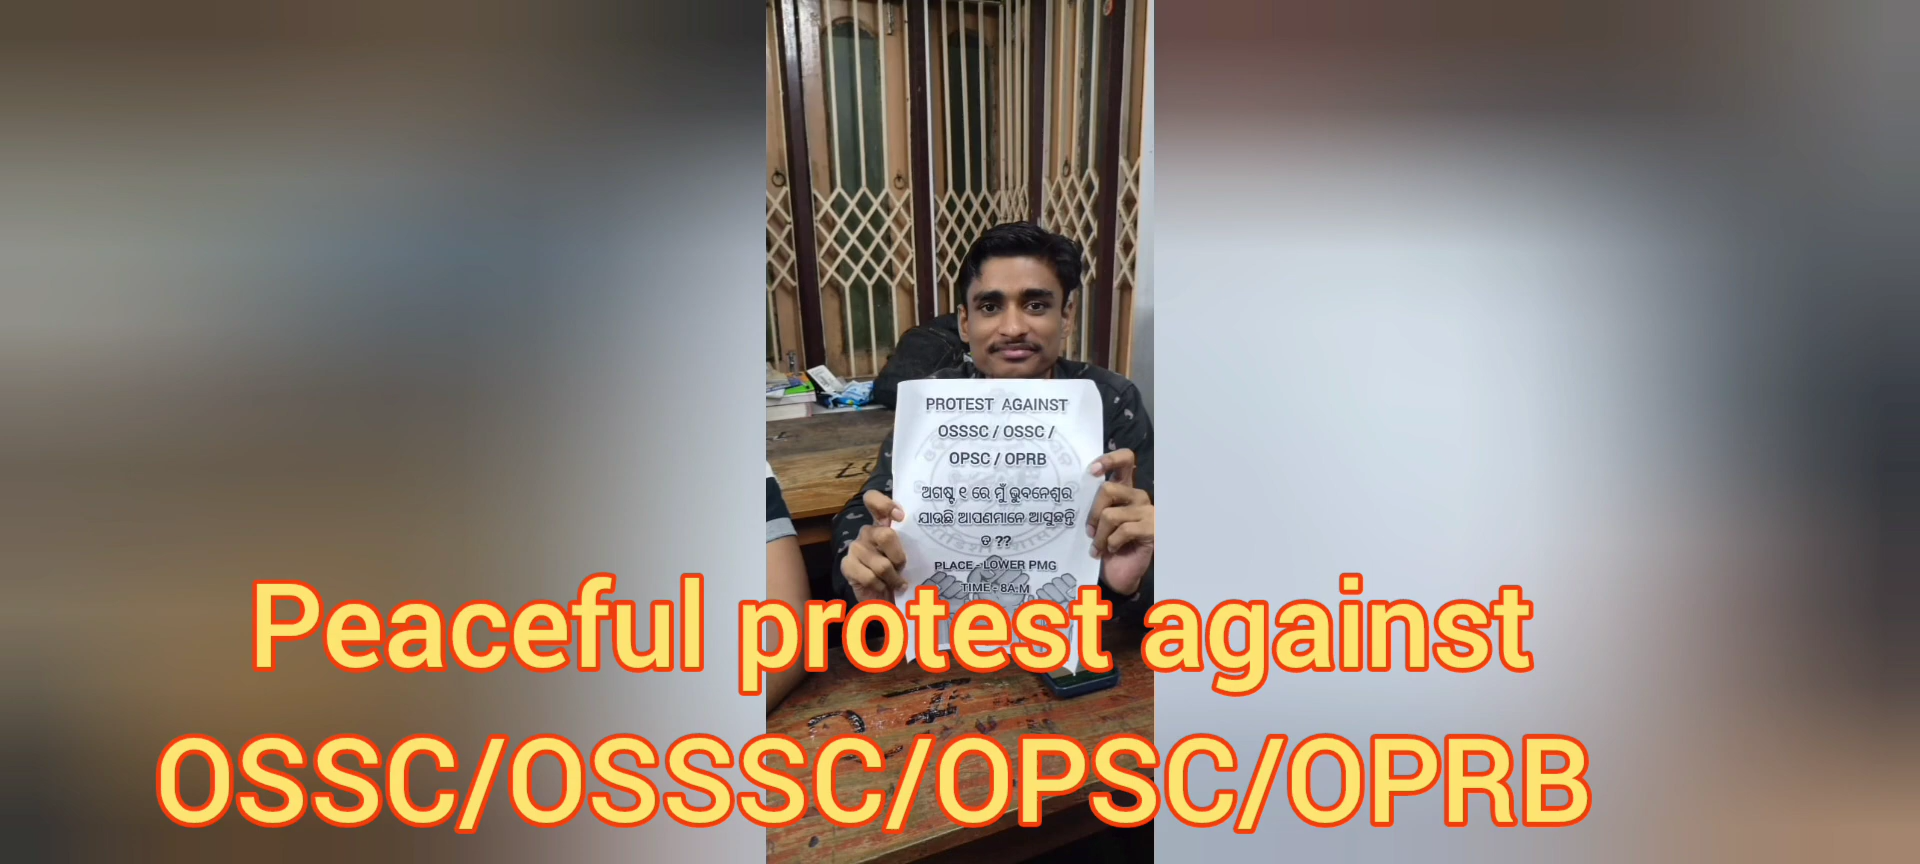 PROTEST AGAINST
OSSSC / OSSC /
OPSC / OPRB
ଅଗଷ୍ଟ ୧ ରେ ମୁଁ ଭୁବନେଶ୍ୱର
ଯାଉଛି ଆପଣମାନେ ଆସୁଛନ୍ତି
ତ ??
PLACE - LOWER PMG
TIME - 8A.M
Peaceful protest against
OSSC/OSSSC/OPSC/OPRB